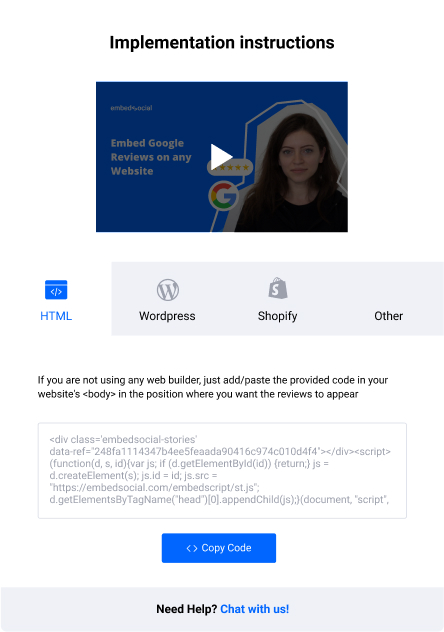 Implementation instructions
embedsocial
Embed Google
Reviews on any
Website
G
HTML
Wordpress
Shopify
Other
If you are not using any web builder, just add/paste the provided code in your
website's <body> in the position where you want the reviews to appear
<div class='embedsocial-stories'
data-ref="248fa1114347b4ee5feaada90416c974c010d4f4"></div><script>
(function(d, s, id){var js; if (d.getElementById(id)) {return;} js =
d.createElement(s); js.id = id; js.src =
"https://embedsocial.com/embedscript/st.js";
d.getElementsByTagName("head")[0].appendChild(js);}(document, "script",
<> Copy Code
Need Help? Chat with us!